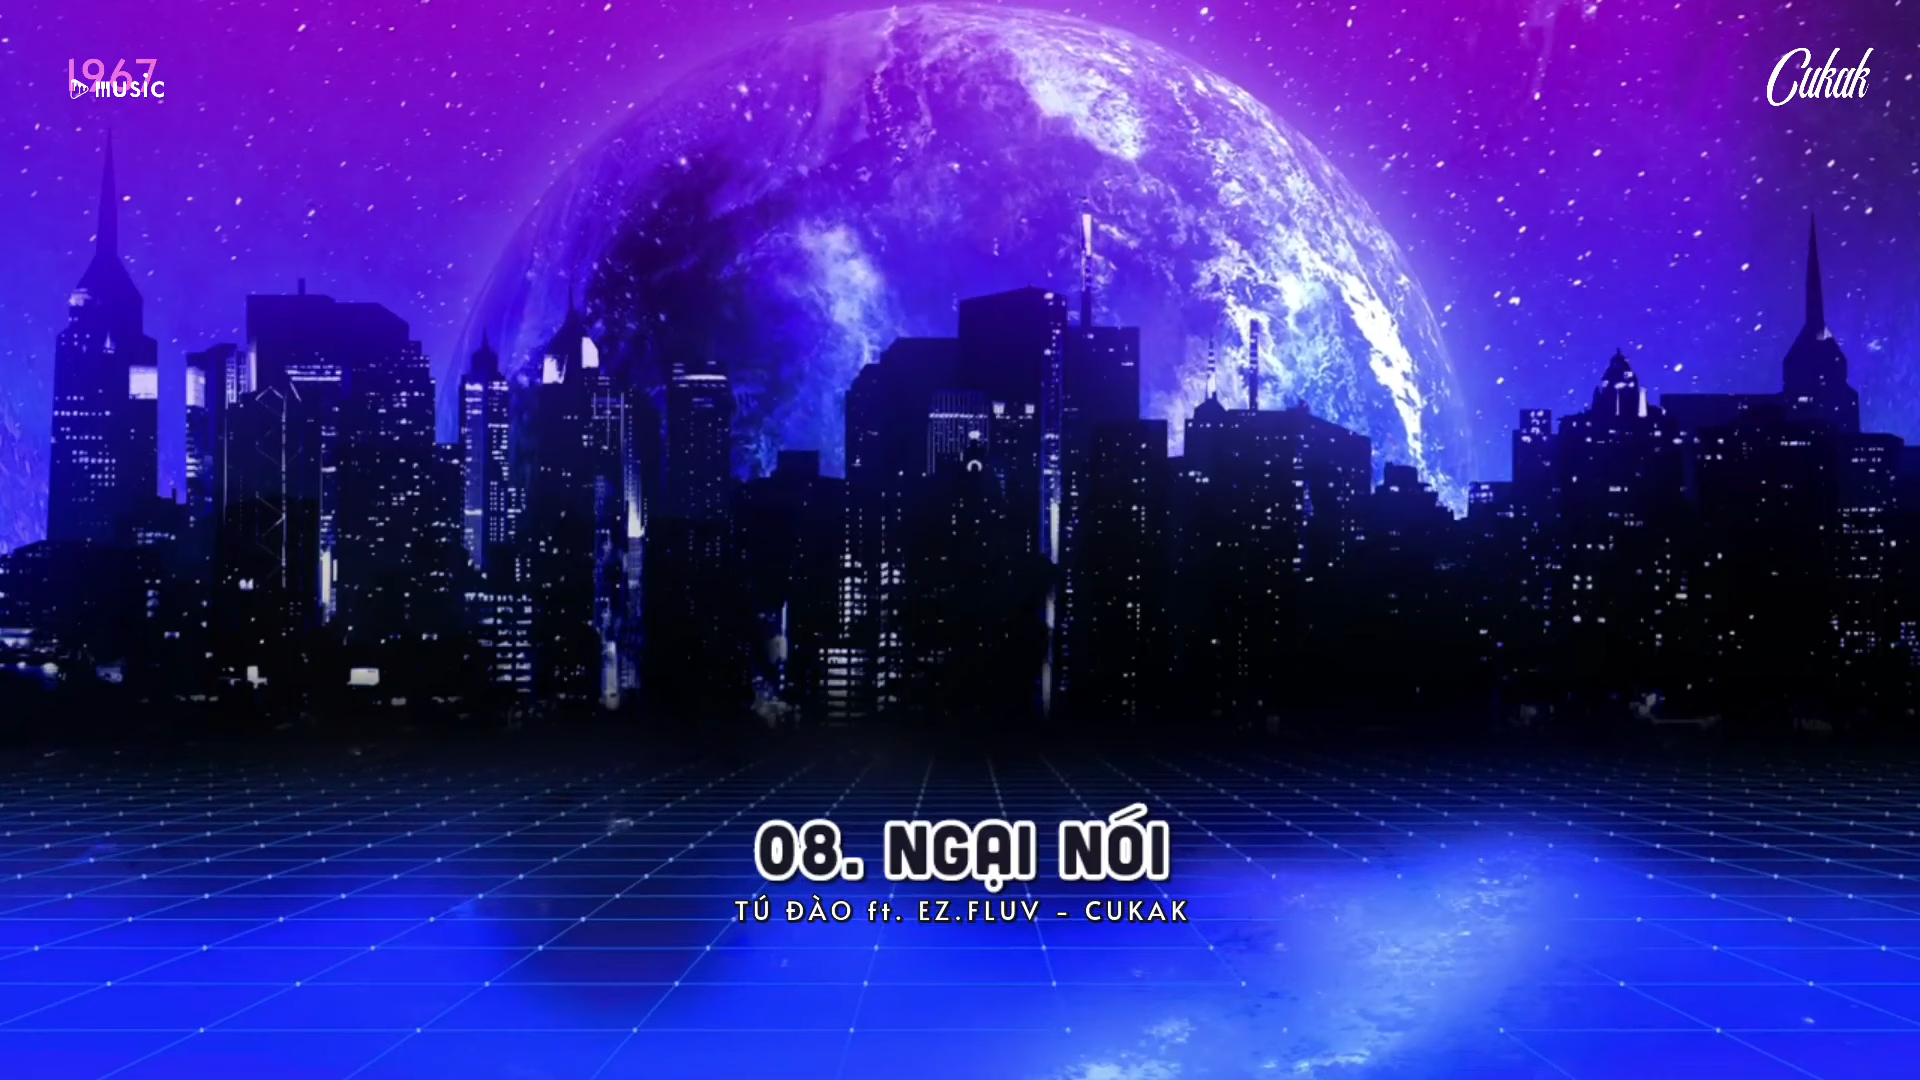 1967
music
Cukak
08. NGẠI NÓI
TÚ ĐÀO ft. EZ.FLUV - CUKAK